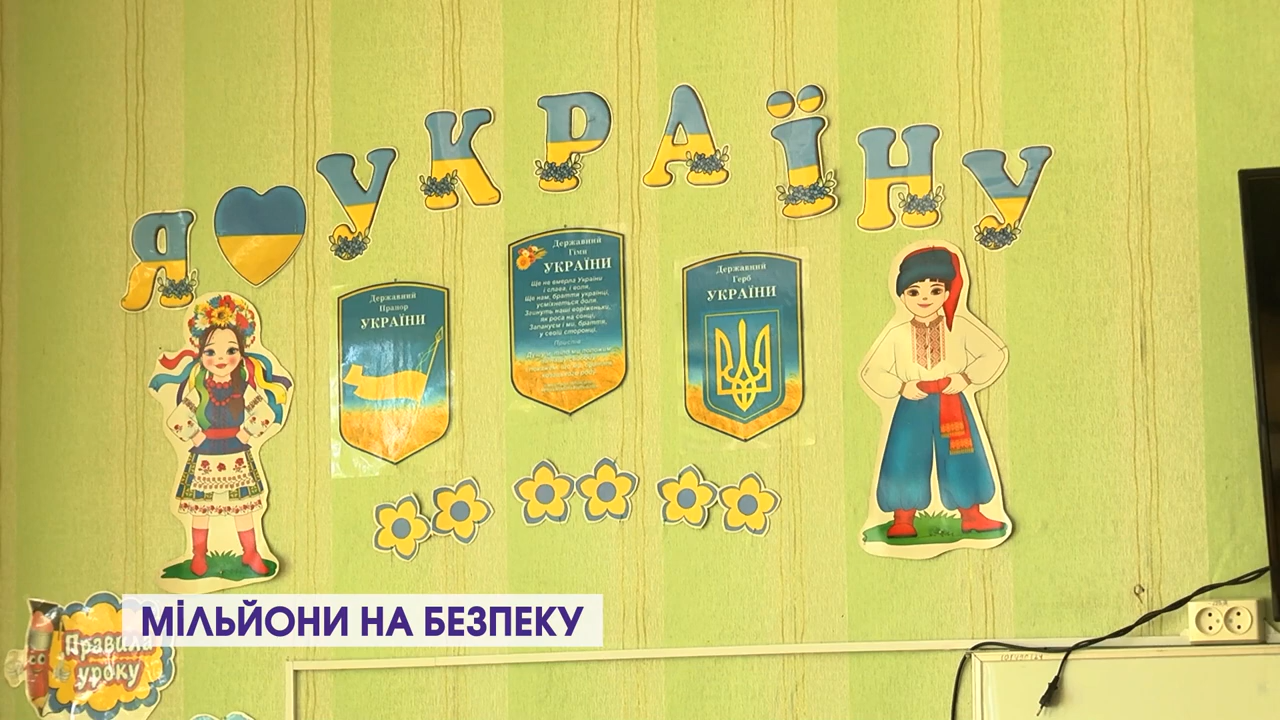 Я УКРАЇНУ
Державний
Прапор
УКРАЇНИ
Державний
Гімн
УКРАЇНИ
Ще не вмерла України
і слава, і воля,
Ще нам, браття українці,
усміхнеться доля.
Згинуть наші воріженьки,
як роса на сонці,
Запануєм і ми, браття,
у своїй сторонці.
Приспів
Державний
Герб
УКРАЇНИ
МІЛЬЙОНИ НА БЕЗПЕКУ
Правила
уроку